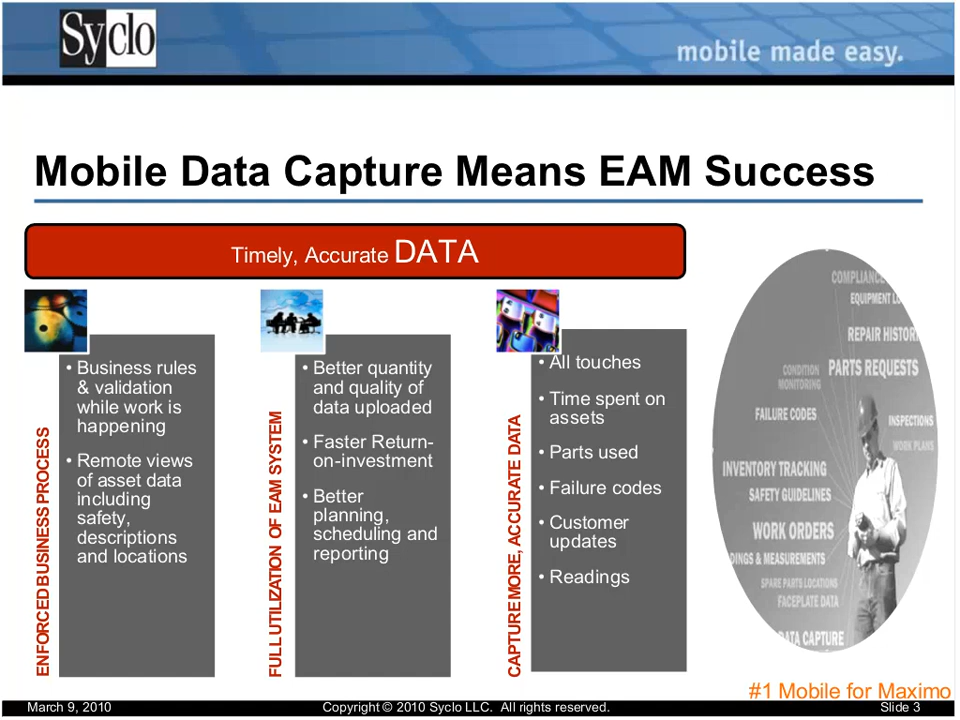 Syclo
mobile made easy.
Mobile Data Capture Means EAM Success
Timely, Accurate DATA
ENFORCED BUSINESS PROCESS
• Business rules
& validation
while work is
happening
• Remote views
of asset data
including
safety,
descriptions
and locations
FULL UTILIZATION OF EAM SYSTEM
• Better quantity
and quality of
data uploaded
• Faster Return-
on-investment
• Better
planning,
scheduling and
reporting
CAPTURE MORE, ACCURATE DATA
• All touches
• Time spent on
assets
• Parts used
• Failure codes
• Customer
updates
• Readings
COMPLIANCE
EQUIPMENT LO
REPAIR HISTOR
PARTS REQUESTS
CONDITION
MONITORING
FAILURE CODES
INSPECTIONS
WORK PLANS
INVENTORY TRACKING
SAFETY GUIDELINES
WORK ORDERS
DINGS & MEASUREMENTS
SPARE PARTS LOCATIONS
FACEPLATE DATA
DATA CAPTURE
#1 Mobile for Maximo
March 9, 2010
Copyright © 2010 Syclo LLC. All rights reserved.
Slide 3